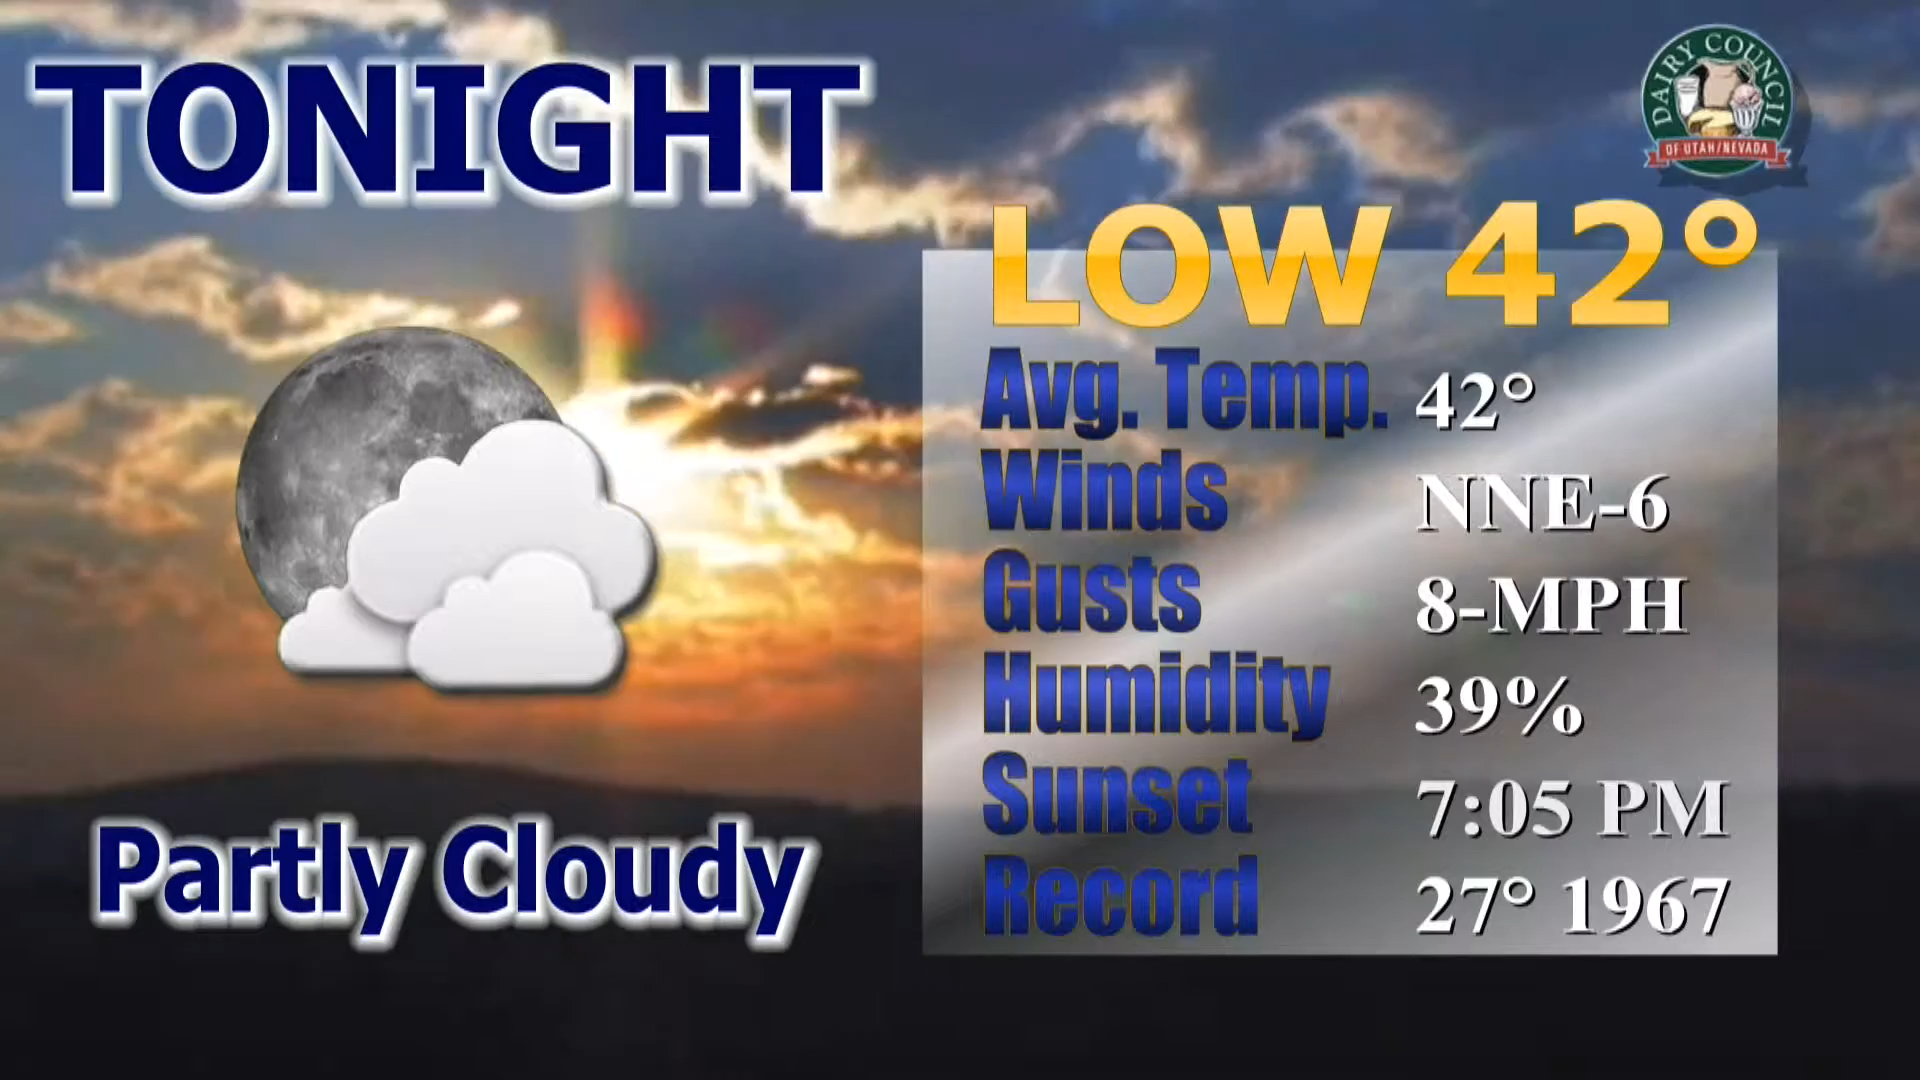 TONIGHT
DAIRY COUNCIL
OF UTAH/NEVADA
LOW 42°
Avg. Temp. 42°
Winds NNE-6
Gusts 8-MPH
Humidity 39%
Sunset 7:05 PM
Record 27° 1967
Partly Cloudy